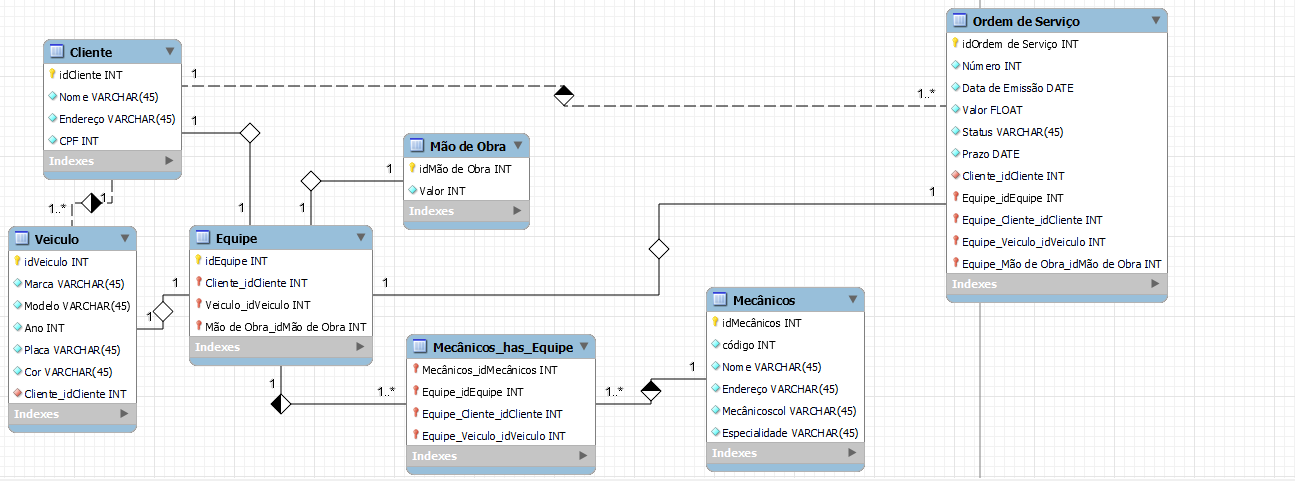 Cliente
idCliente INT
Nome VARCHAR(45)
Endereço VARCHAR(45)
CPF INT
Indexes
1
1
1
1..*
1
1..*
Ordem de Serviço
idOrdem de Serviço INT
Número INT
Data de Emissão DATE
Valor FLOAT
Status VARCHAR(45)
Prazo DATE
Cliente_idCliente INT
Equipe_idEquipe INT
Equipe_Cliente_idCliente INT
Equipe_Veiculo_idVeiculo INT
Equipe_Mão de Obra_idMão de Obra INT
Indexes
1
Mão de Obra
idMão de Obra INT
Valor INT
Indexes
1
1
Veiculo
idVeiculo INT
Marca VARCHAR(45)
Modelo VARCHAR(45)
Ano INT
Placa VARCHAR(45)
Cor VARCHAR(45)
Cliente_idCliente INT
Indexes
1
1
Equipe
idEquipe INT
Cliente_idCliente INT
Veiculo_idVeiculo INT
Mão de Obra_idMão de Obra INT
Indexes
1
1
1..*
Mecânicos_has_Equipe
Mecânicos_idMecânicos INT
Equipe_idEquipe INT
Equipe_Cliente_idCliente INT
Equipe_Veiculo_idVeiculo INT
Indexes
1..*
1
Mecânicos
idMecânicos INT
código INT
Nome VARCHAR(45)
Endereço VARCHAR(45)
Mecânicoscol VARCHAR(45)
Especialidade VARCHAR(45)
Indexes